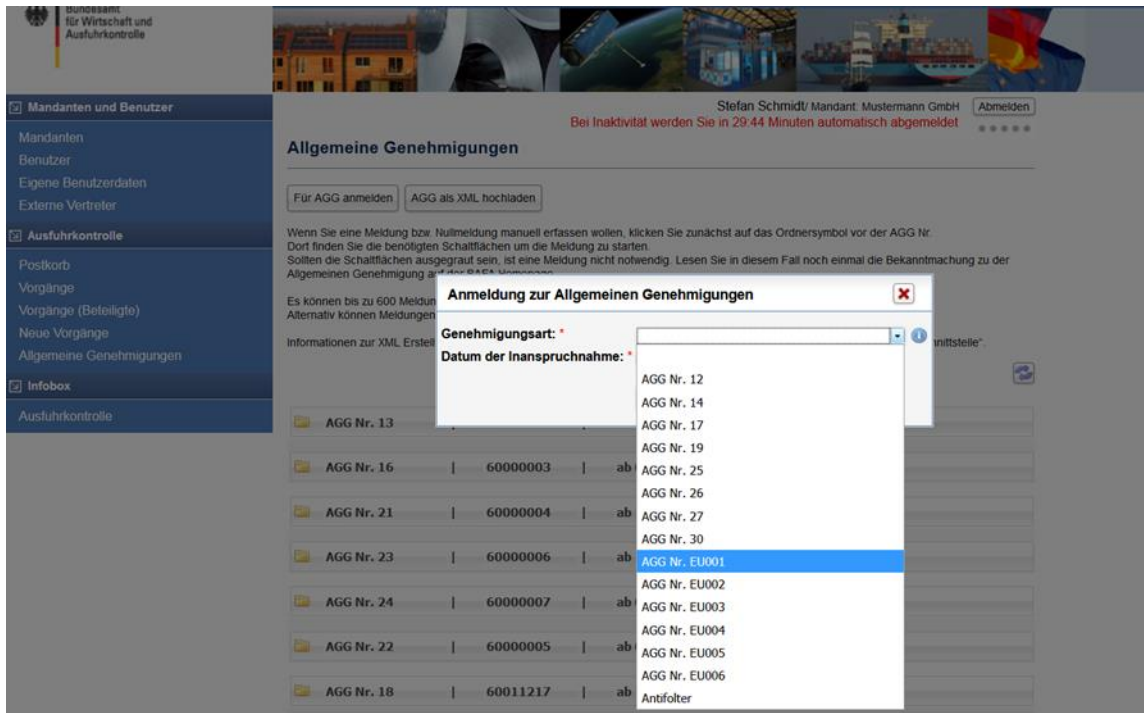 Bundesamt
für Wirtschaft und
Ausfuhrkontrolle
Mandanten und Benutzer
Mandanten
Benutzer
Eigene Benutzerdaten
Externe Vertreter
Ausfuhrkontrolle
Postkorb
Vorgänge
Vorgänge (Beteiligte)
Neue Vorgänge
Allgemeine Genehmigungen
Infobox
Ausfuhrkontrolle
Stefan Schmidt/ Mandant: Mustermann GmbH Abmelden
Bei Inaktivität werden Sie in 29:44 Minuten automatisch abgemeldet
Allgemeine Genehmigungen
Für AGG anmelden AGG als XML hochladen
Wenn Sie eine Meldung bzw. Nullmeldung manuell erfassen wollen, klicken Sie zunächst auf das Ordnersymbol vor der AGG Nr.
Dort finden Sie die benötigten Schaltflächen um die Meldung zu starten.
Sollten die Schaltflächen ausgegraut sein, ist eine Meldung nicht notwendig. Lesen Sie in diesem Fall noch einmal die Bekanntmachung zu der
Allgemeinen Genehmigung auf der BAFA Homepage
Es können bis zu 600 Meldun
Alternativ können Meldungen
Informationen zur XML Erstell nittstelle".
Anmeldung zur Allgemeinen Genehmigungen
Genehmigungsart: *
Datum der Inanspruchnahme: *
AGG Nr. 12
AGG Nr. 14
AGG Nr. 17
AGG Nr. 19
AGG Nr. 25
AGG Nr. 26
AGG Nr. 27
AGG Nr. 30
AGG Nr. EU001
AGG Nr. EU002
AGG Nr. EU003
AGG Nr. EU004
AGG Nr. EU005
AGG Nr. EU006
Antifolter
AGG Nr. 13
AGG Nr. 16 | 60000003 | ab
AGG Nr. 21 | 60000004 | ab
AGG Nr. 23 | 60000006 | ab
AGG Nr. 24 | 60000007 | ab
AGG Nr. 22 | 60000005 | ab
AGG Nr. 18 | 60011217 | ab